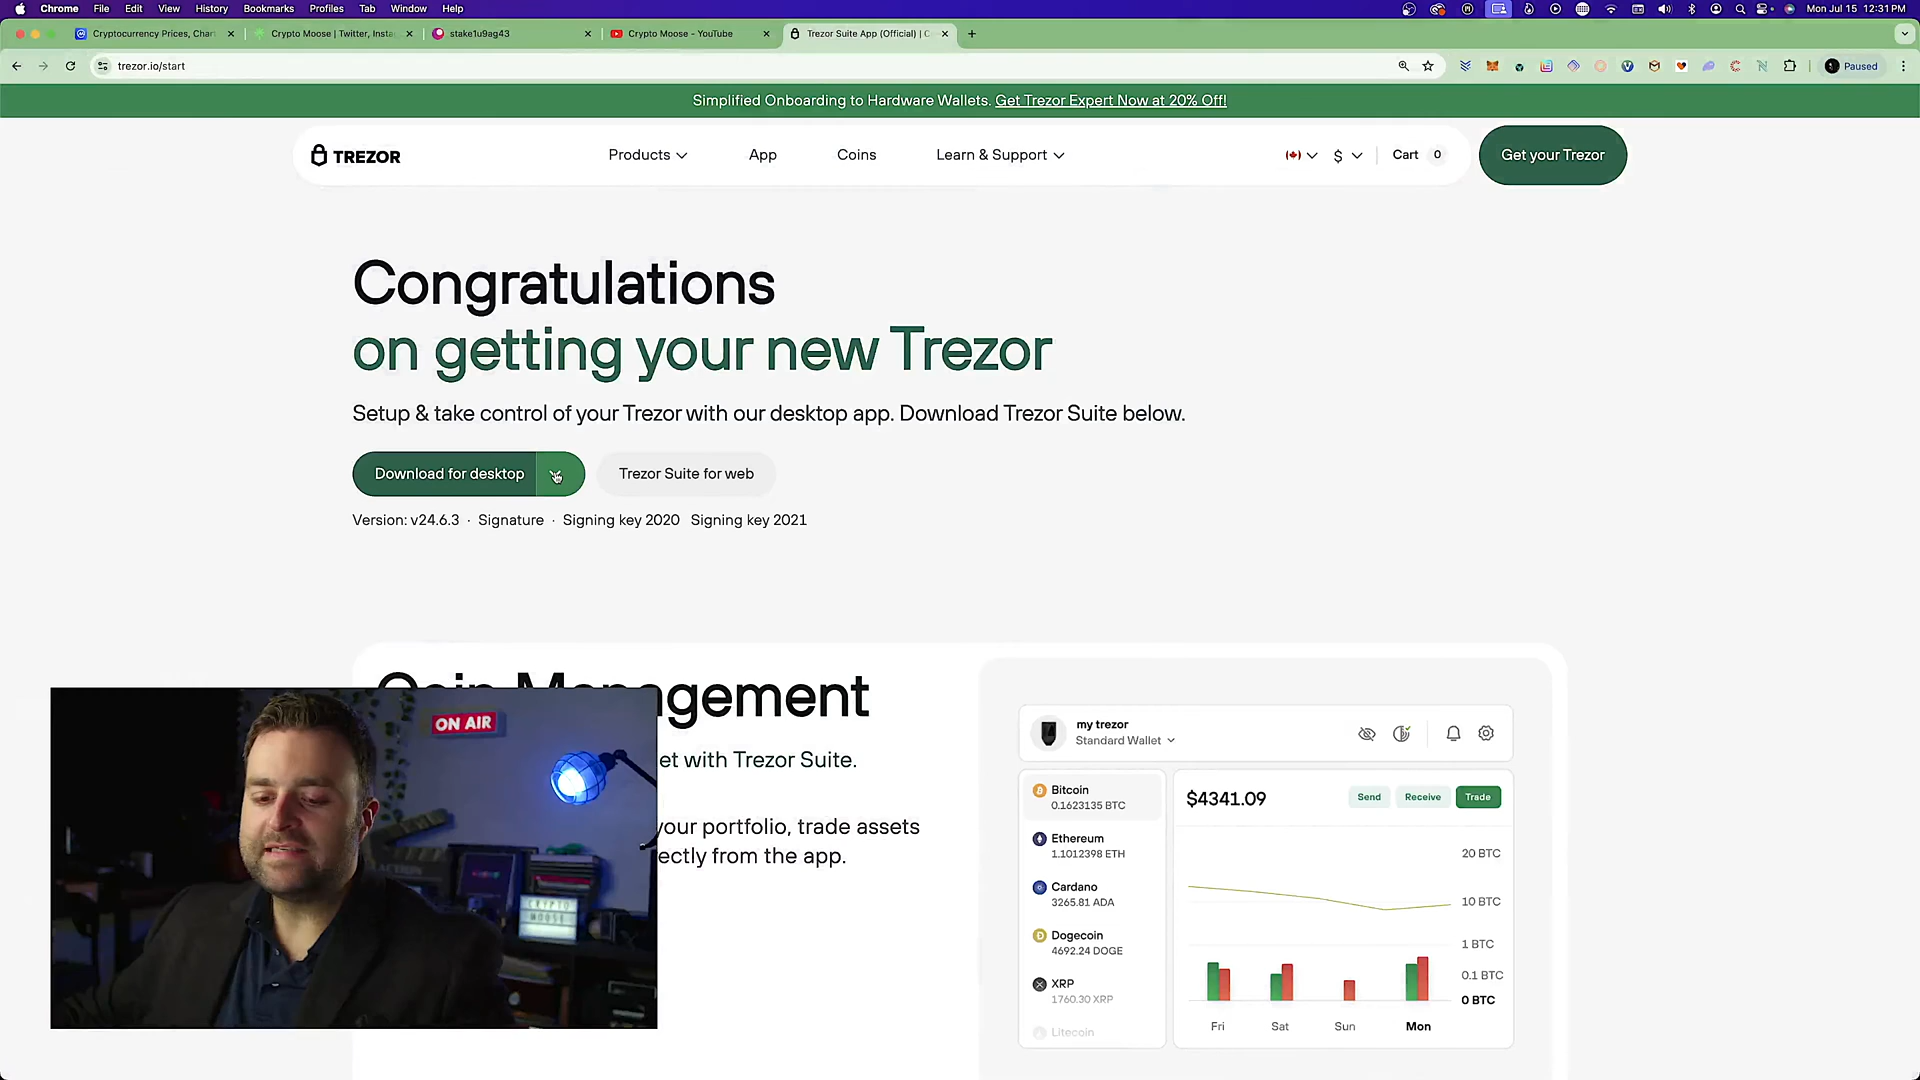 Chrome File Edit View History Bookmarks Profiles Tab Window Help
Mon Jul 15 12:31 PM
Cryptocurrency Prices, Char
Crypto Moose | Twitter, Insta
stake1u9ag43
Crypto Moose - YouTube
Trezor Suite App (Official) | C
trezor.io/start
Paused
Simplified Onboarding to Hardware Wallets. Get Trezor Expert Now at 20% Off!
TREZOR
Products
App
Coins
Learn & Support
$
Cart 0
Get your Trezor
Congratulations
on getting your new Trezor
Setup & take control of your Trezor with our desktop app. Download Trezor Suite below.
Download for desktop
Trezor Suite for web
Version: v24.6.3 · Signature · Signing key 2020 Signing key 2021
gement
et with Trezor Suite.
your portfolio, trade assets
ectly from the app.
ON AIR
ACTION
CRYPTO
MOOSE
my trezor
Standard Wallet
Bitcoin
0.1623135 BTC
Ethereum
1.1012398 ETH
Cardano
3265.81 ADA
Dogecoin
4692.24 DOGE
XRP
1760.30 XRP
Litecoin
$4341.09
Send
Receive
Trade
20 BTC
10 BTC
1 BTC
0.1 BTC
0 BTC
Fri
Sat
Sun
Mon